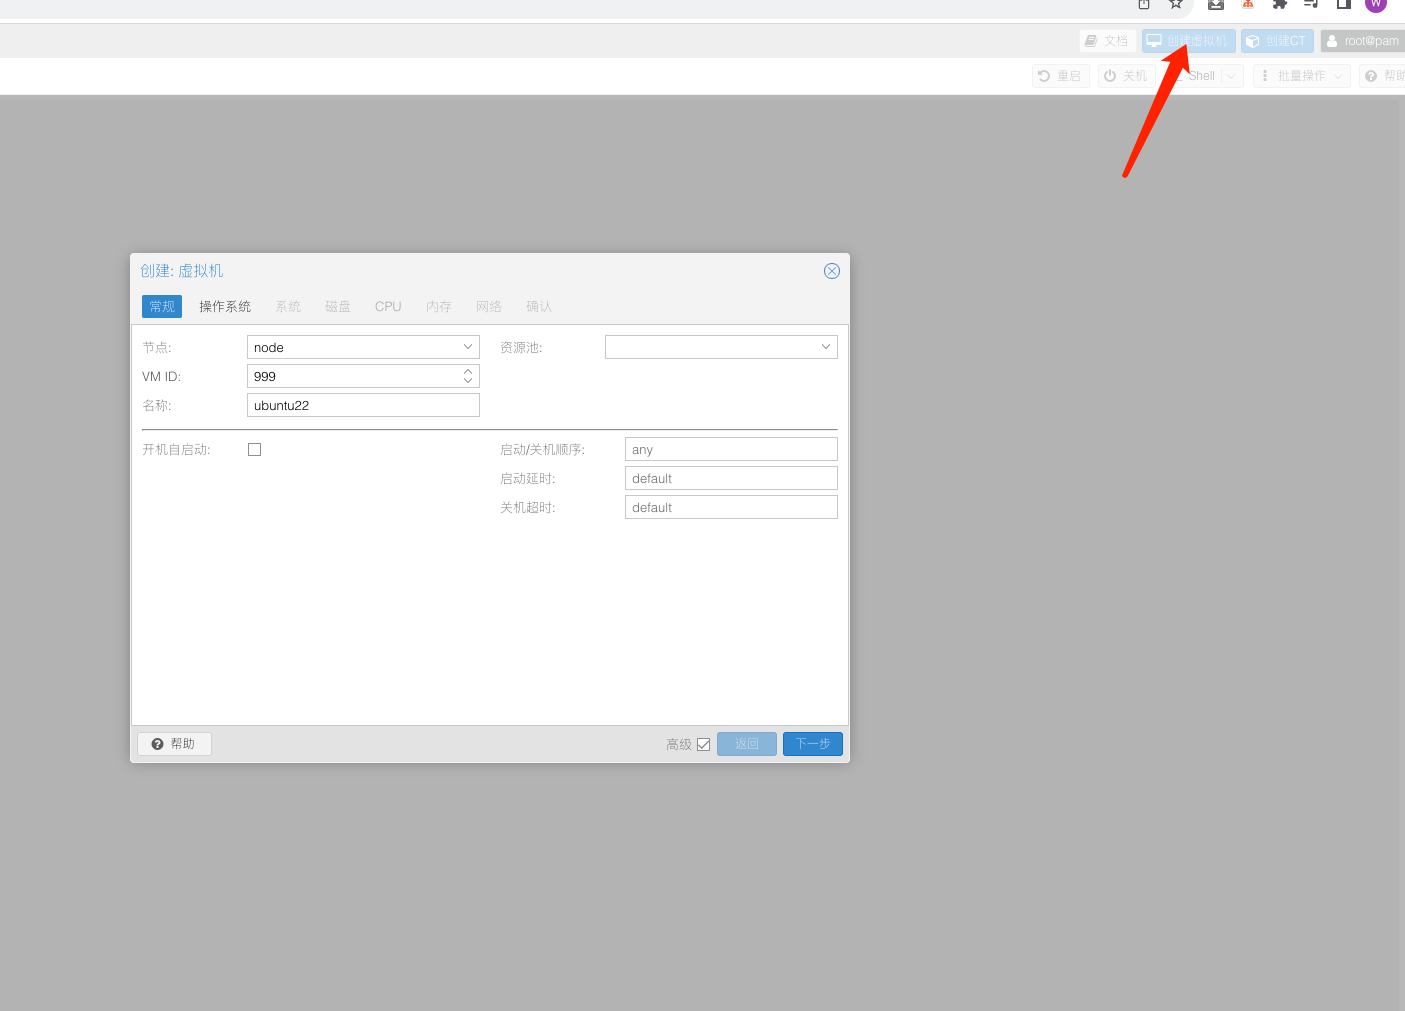 W
文档 创建虚拟机 创建CT root@pam
重启 关机 Shell 批量操作 帮助
创建: 虚拟机
常规 操作系统 系统 磁盘 CPU 内存 网络 确认
节点: node 资源池:
VM ID: 999
名称: ubuntu22
开机自启动: 启动/关机顺序: any
启动延时: default
关机超时: default
帮助 高级 返回 下一步